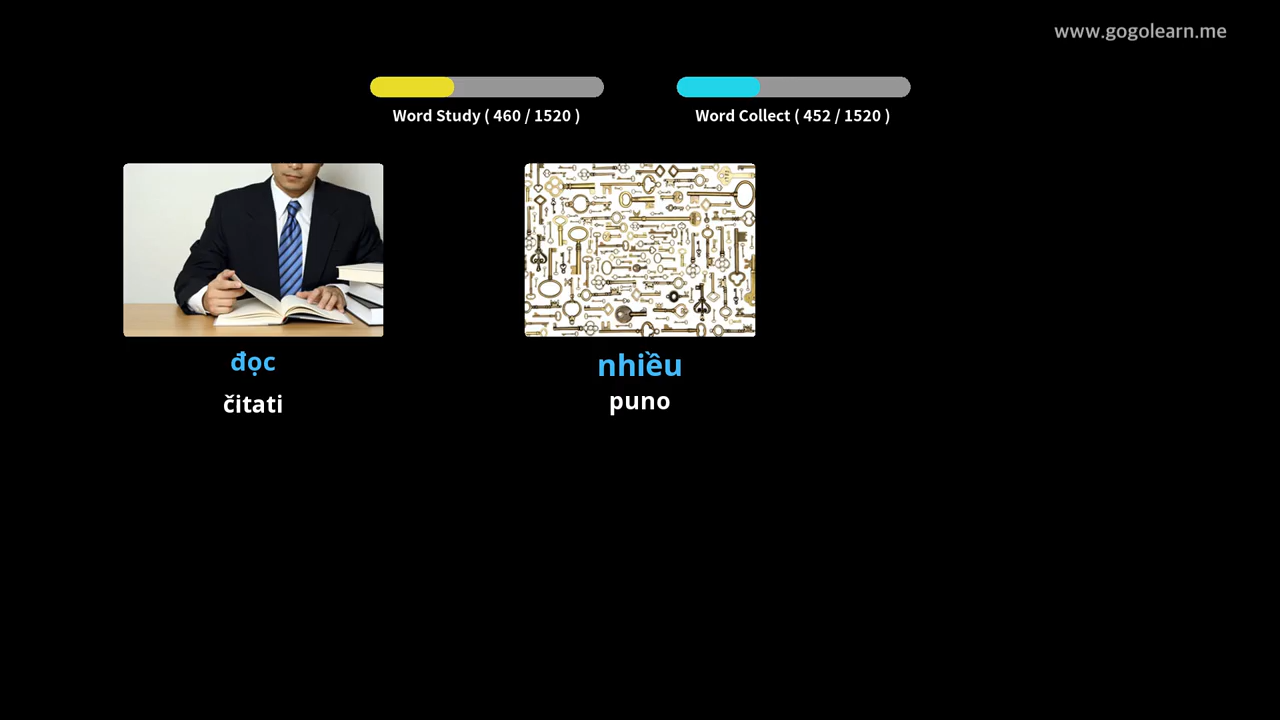 www.gogolearn.me
Word Study ( 460 / 1520 )
Word Collect ( 452 / 1520 )
đọc
čitati
nhiều
puno